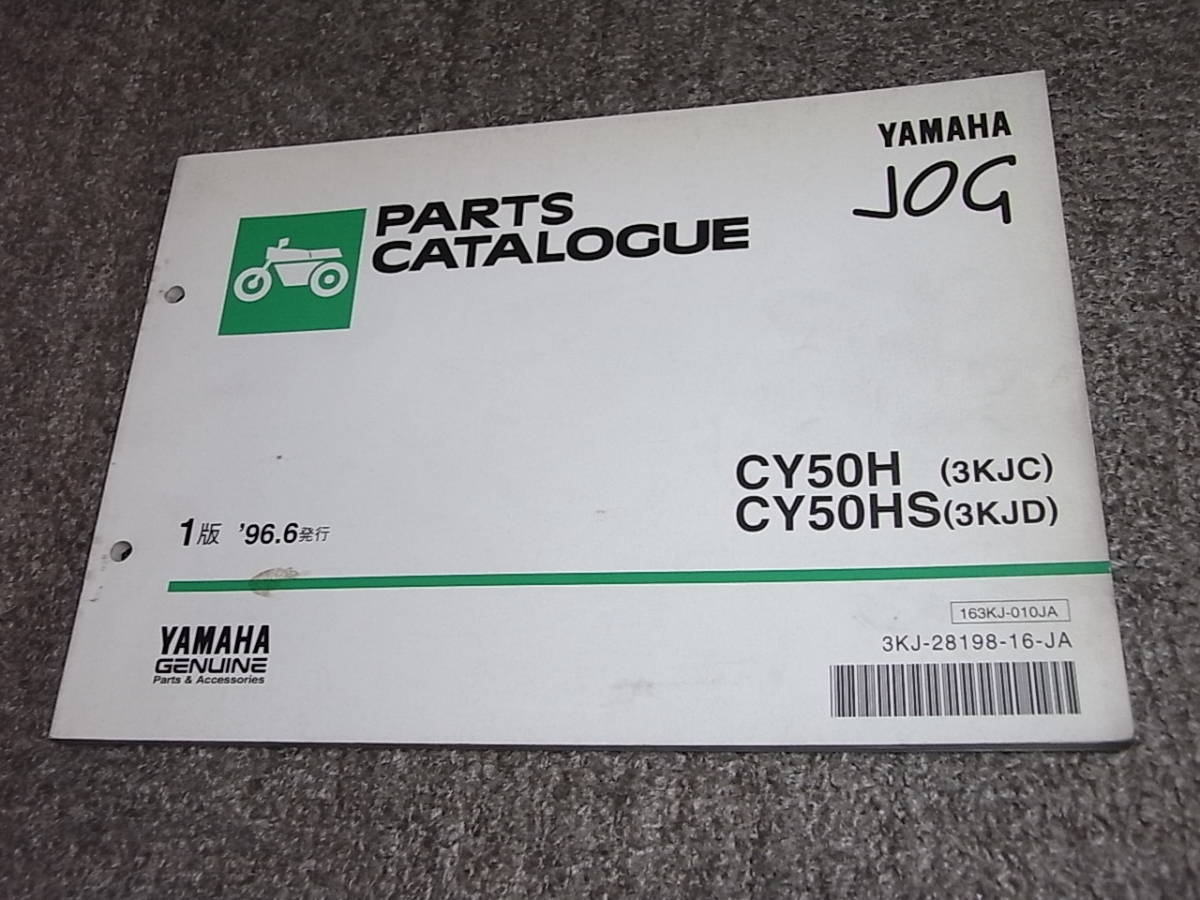 YAMAHA
JOG
PARTS
CATALOGUE
CY50H (3KJC)
CY50HS (3KJD)
1版 '96.6発行
163KJ-010JA
3KJ-28198-16-JA
YAMAHA
GENUINE
Parts & Accessories